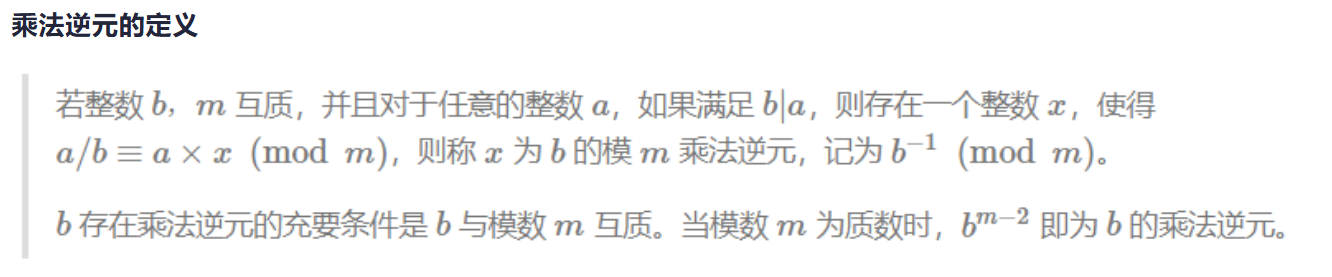 乘法逆元的定义
若整数 b，m 互质，并且对于任意的整数 a，如果满足 b|a，则存在一个整数 x，使得
a/b ≡ a × x (mod m)，则称 x 为 b 的模 m 乘法逆元，记为 b⁻¹ (mod m)。
b 存在乘法逆元的充要条件是 b 与模数 m 互质。当模数 m 为质数时，bᵐ⁻² 即为 b 的乘法逆元。